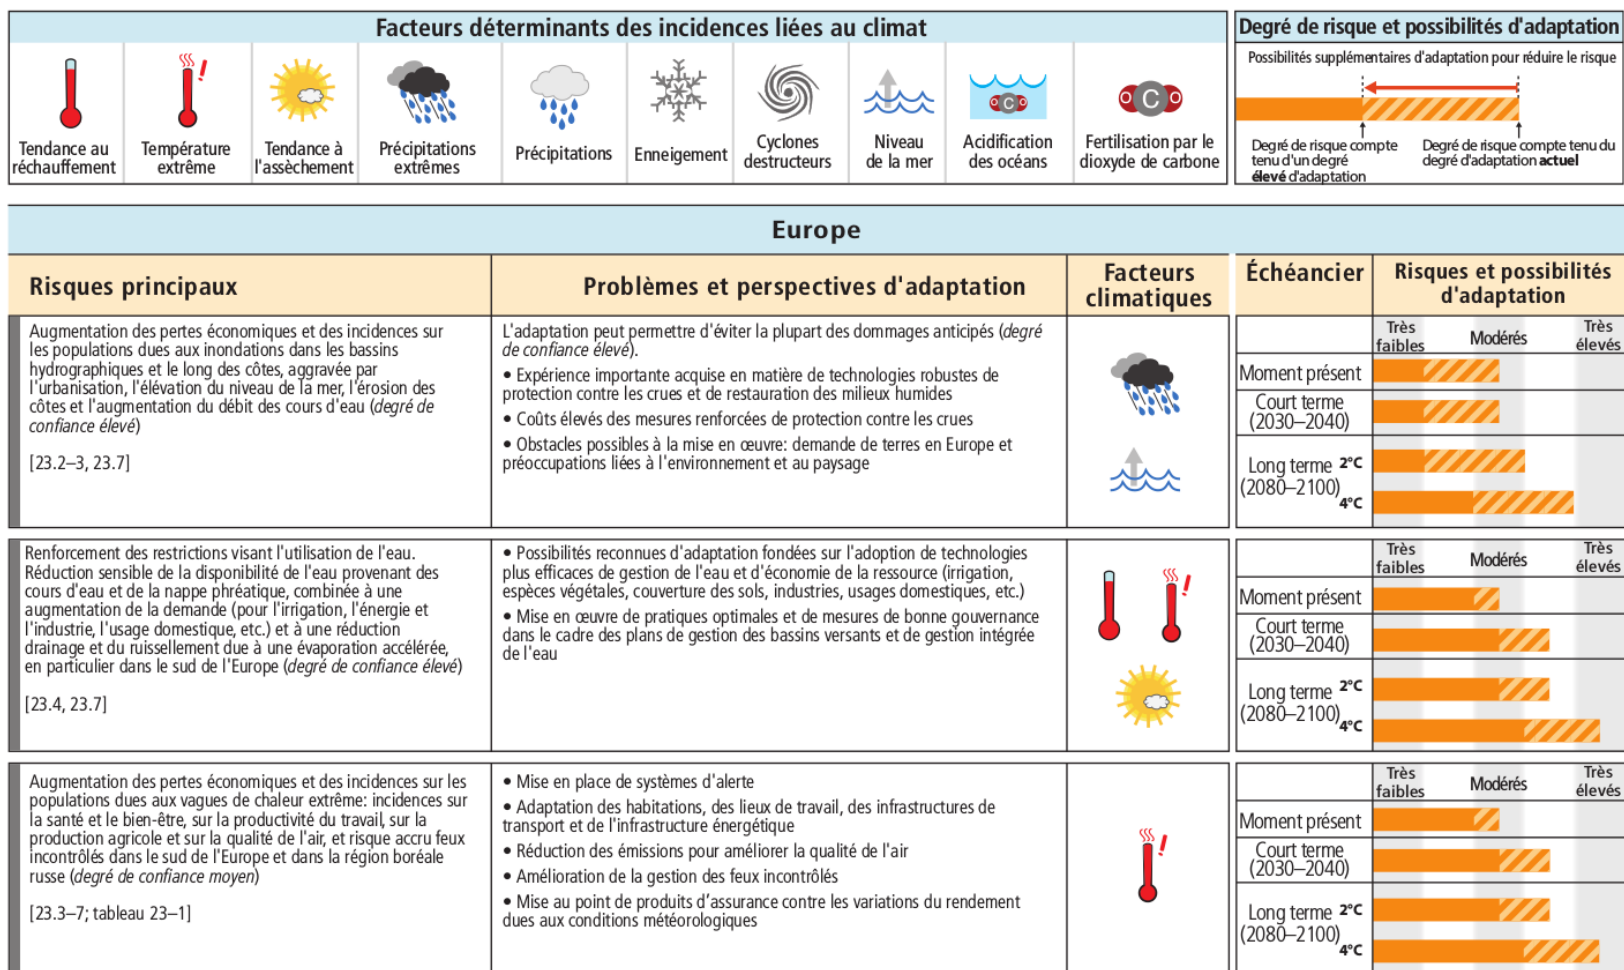 Facteurs déterminants des incidences liées au climat
Tendance au
réchauffement
Température
extrême
Tendance à
l'assèchement
Précipitations
extrêmes
Précipitations
Enneigement
Cyclones
destructeurs
Niveau
de la mer
O C O
Acidification
des océans
O C O
Fertilisation par le
dioxyde de carbone
Degré de risque et possibilités d'adaptation
Possibilités supplémentaires d'adaptation pour réduire le risque
Degré de risque compte
tenu d'un degré
élevé d'adaptation
Degré de risque compte tenu du
degré d'adaptation actuel
Europe
Risques principaux
Problèmes et perspectives d'adaptation
Facteurs
climatiques
Échéancier
Risques et possibilités
d'adaptation
Augmentation des pertes économiques et des incidences sur
les populations dues aux inondations dans les bassins
hydrographiques et le long des côtes, aggravée par
l'urbanisation, l'élévation du niveau de la mer, l'érosion des
côtes et l'augmentation du débit des cours d'eau (degré de
confiance élevé)
[23.2–3, 23.7]
L'adaptation peut permettre d'éviter la plupart des dommages anticipés (degré
de confiance élevé).
• Expérience importante acquise en matière de technologies robustes de
protection contre les crues et de restauration des milieux humides
• Coûts élevés des mesures renforcées de protection contre les crues
• Obstacles possibles à la mise en œuvre: demande de terres en Europe et
préoccupations liées à l'environnement et au paysage
Très
faibles
Modérés
Très
élevés
Moment présent
Court terme
(2030–2040)
Long terme
(2080–2100)
2°C
4°C
Renforcement des restrictions visant l'utilisation de l'eau.
Réduction sensible de la disponibilité de l'eau provenant des
cours d'eau et de la nappe phréatique, combinée à une
augmentation de la demande (pour l'irrigation, l'énergie et
l'industrie, l'usage domestique, etc.) et à une réduction
drainage et du ruissellement due à une évaporation accélérée,
en particulier dans le sud de l'Europe (degré de confiance élevé)
[23.4, 23.7]
• Possibilités reconnues d'adaptation fondées sur l'adoption de technologies
plus efficaces de gestion de l'eau et d'économie de la ressource (irrigation,
espèces végétales, couverture des sols, industries, usages domestiques, etc.)
• Mise en œuvre de pratiques optimales et de mesures de bonne gouvernance
dans le cadre des plans de gestion des bassins versants et de gestion intégrée
de l'eau
Très
faibles
Modérés
Très
élevés
Moment présent
Court terme
(2030–2040)
Long terme
(2080–2100)
2°C
4°C
Augmentation des pertes économiques et des incidences sur les
populations dues aux vagues de chaleur extrême: incidences sur
la santé et le bien-être, sur la productivité du travail, sur la
production agricole et sur la qualité de l'air, et risque accru feux
incontrôlés dans le sud de l'Europe et dans la région boréale
russe (degré de confiance moyen)
[23.3–7; tableau 23–1]
• Mise en place de systèmes d'alerte
• Adaptation des habitations, des lieux de travail, des infrastructures de
transport et de l'infrastructure énergétique
• Réduction des émissions pour améliorer la qualité de l'air
• Amélioration de la gestion des feux incontrôlés
• Mise au point de produits d'assurance contre les variations du rendement
dues aux conditions météorologiques
Très
faibles
Modérés
Très
élevés
Moment présent
Court terme
(2030–2040)
Long terme
(2080–2100)
2°C
4°C